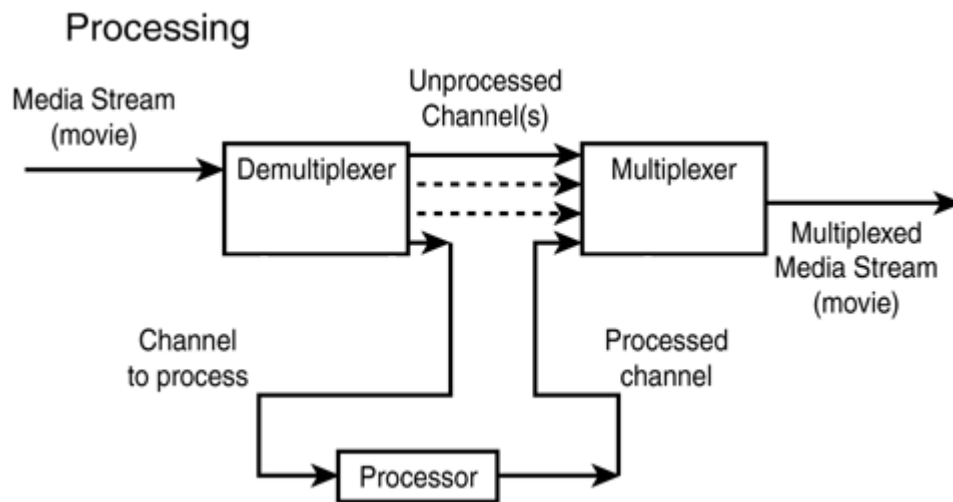 Processing
Media Stream
(movie)
Unprocessed
Channel(s)
Demultiplexer
Multiplexer
Multiplexed
Media Stream
(movie)
Channel
to process
Processed
channel
Processor